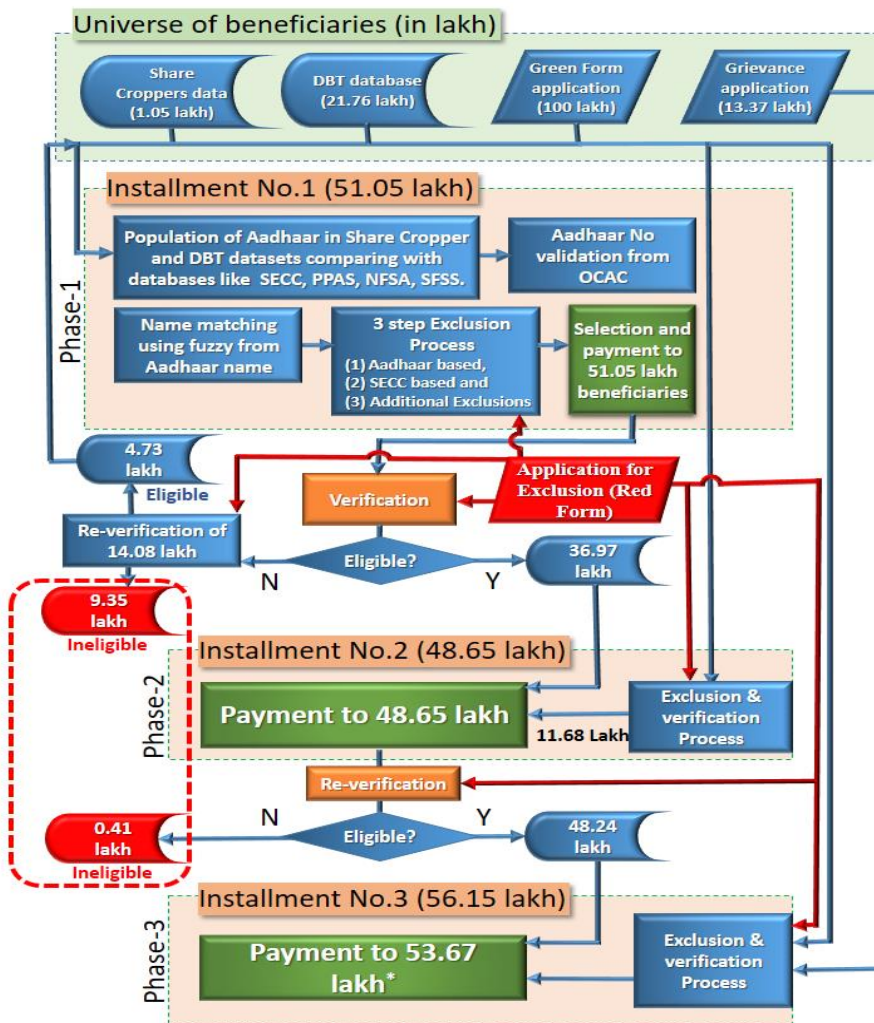 Universe of beneficiaries (in lakh)
Share
Croppers data
(1.05 lakh)
DBT database
(21.76 lakh)
Green Form
application
(100 lakh)
Grievance
application
(13.37 lakh)
Phase-1
Installment No.1 (51.05 lakh)
Population of Aadhaar in Share Cropper
and DBT datasets comparing with
databases like SECC, PPAS, NFSA, SFSS.
Aadhaar No
validation from
OCAC
Name matching
using fuzzy from
Aadhaar name
3 step Exclusion
Process
(1) Aadhaar based,
(2) SECC based and
(3) Additional Exclusions
Selection and
payment to
51.05 lakh
beneficiaries
4.73
lakh
Eligible
Verification
Application for
Exclusion (Red
Form)
Re-verification of
14.08 lakh
N
Eligible?
Y
36.97
lakh
9.35
lakh
Ineligible
Phase-2
Installment No.2 (48.65 lakh)
Payment to 48.65 lakh
11.68 Lakh
Exclusion &
verification
Process
Re-verification
N
Eligible?
Y
48.24
lakh
0.41
lakh
Ineligible
Phase-3
Installment No.3 (56.15 lakh)
Payment to 53.67
lakh*
Exclusion &
verification
Process